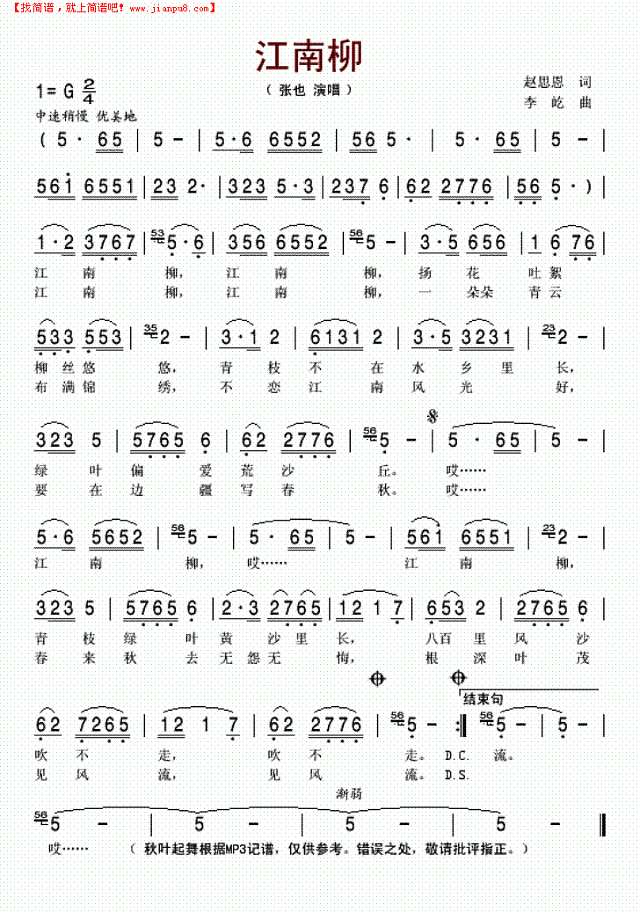 【找简谱,就上简谱吧! www.jianpu8.com】
江南柳
1= G 2/4
( 张也 演唱 )
赵思恩 词
李 屹 曲
中速稍慢 优美地
( 5 · 65 | 5 - | 5·6 6552 | 5 · 5 | 5 · 65 | 5 - |
561 6551 | 23 2· | 323 5·3 | 237 6 | 62 2776 | 56 5· )
1·2 3767 | 53 5·6 | 356 6552 | 56 5 - | 3·5 656 | 1 6 76 |
江 南 柳, 江 南 柳, 扬 花 吐 絮
江 南 柳, 江 南 柳, 一 朵朵 青 云
533 553 | 35 2 - | 3·1 2 | 6131 2 | 3·5 3231 | 23 2 - |
柳 丝 悠 悠, 青 枝 不 在 水 乡 里 长,
布 满 锦 绣, 不 恋 江 南 风 光 好,
323 5 | 5765 6 | 62 2776 | 56 5 - | 5 · 65 | 5 - |
绿 叶 偏 爱 荒 沙 丘。 哎……
要 在 边 疆 写 春 秋。 哎……
5·6 5652 | 56 5 - | 5 · 65 | 5 - | 561 6552 | 23 2 - |
江 南 柳, 哎…… 江 南 柳,
323 5 | 5765 6 | 2·3 2765 | 12 1 7 | 653 2 | 5765 6 |
青 枝 绿 叶 黄 沙 里 长, 八百 里 风 沙
春 来 秋 去 无 怨 无 悔, 根 深 叶 茂
结束句
62 7265 | 12 1 7 | 62 2776 | 56 5 - :‖ 56 5 - | 5 - |
吹 不 走, 吹 不 走。 D.C. 流。
见 风 流, 见 风 流。 D.S.
渐弱
56 5 - | 5 - | 5 - | 5 - | 5 - ‖
哎…… ( 秋叶起舞根据MP3记谱,仅供参考。错误之处,敬请批评指正。)